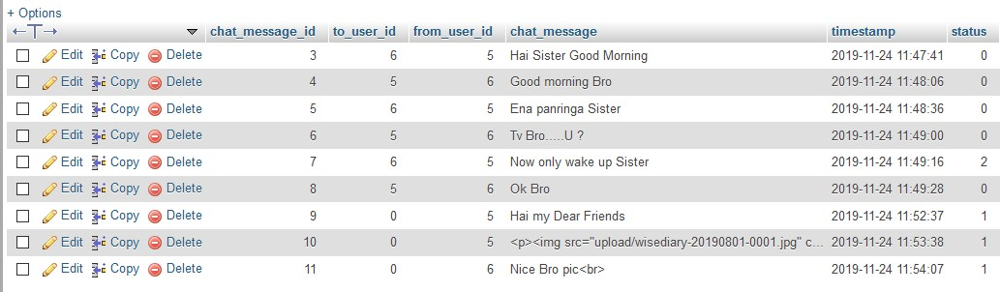 + Options
←T→ chat_message_id to_user_id from_user_id chat_message timestamp status
Edit Copy Delete 3 6 5 Hai Sister Good Morning 2019-11-24 11:47:41 0
Edit Copy Delete 4 5 6 Good morning Bro 2019-11-24 11:48:06 0
Edit Copy Delete 5 6 5 Ena panringa Sister 2019-11-24 11:48:36 0
Edit Copy Delete 6 5 6 Tv Bro.....U ? 2019-11-24 11:49:00 0
Edit Copy Delete 7 6 5 Now only wake up Sister 2019-11-24 11:49:16 2
Edit Copy Delete 8 5 6 Ok Bro 2019-11-24 11:49:28 0
Edit Copy Delete 9 0 5 Hai my Dear Friends 2019-11-24 11:52:37 1
Edit Copy Delete 10 0 5 <p><img src="upload/wisediary-20190801-0001.jpg" c... 2019-11-24 11:53:38 1
Edit Copy Delete 11 0 6 Nice Bro pic<br> 2019-11-24 11:54:07 1